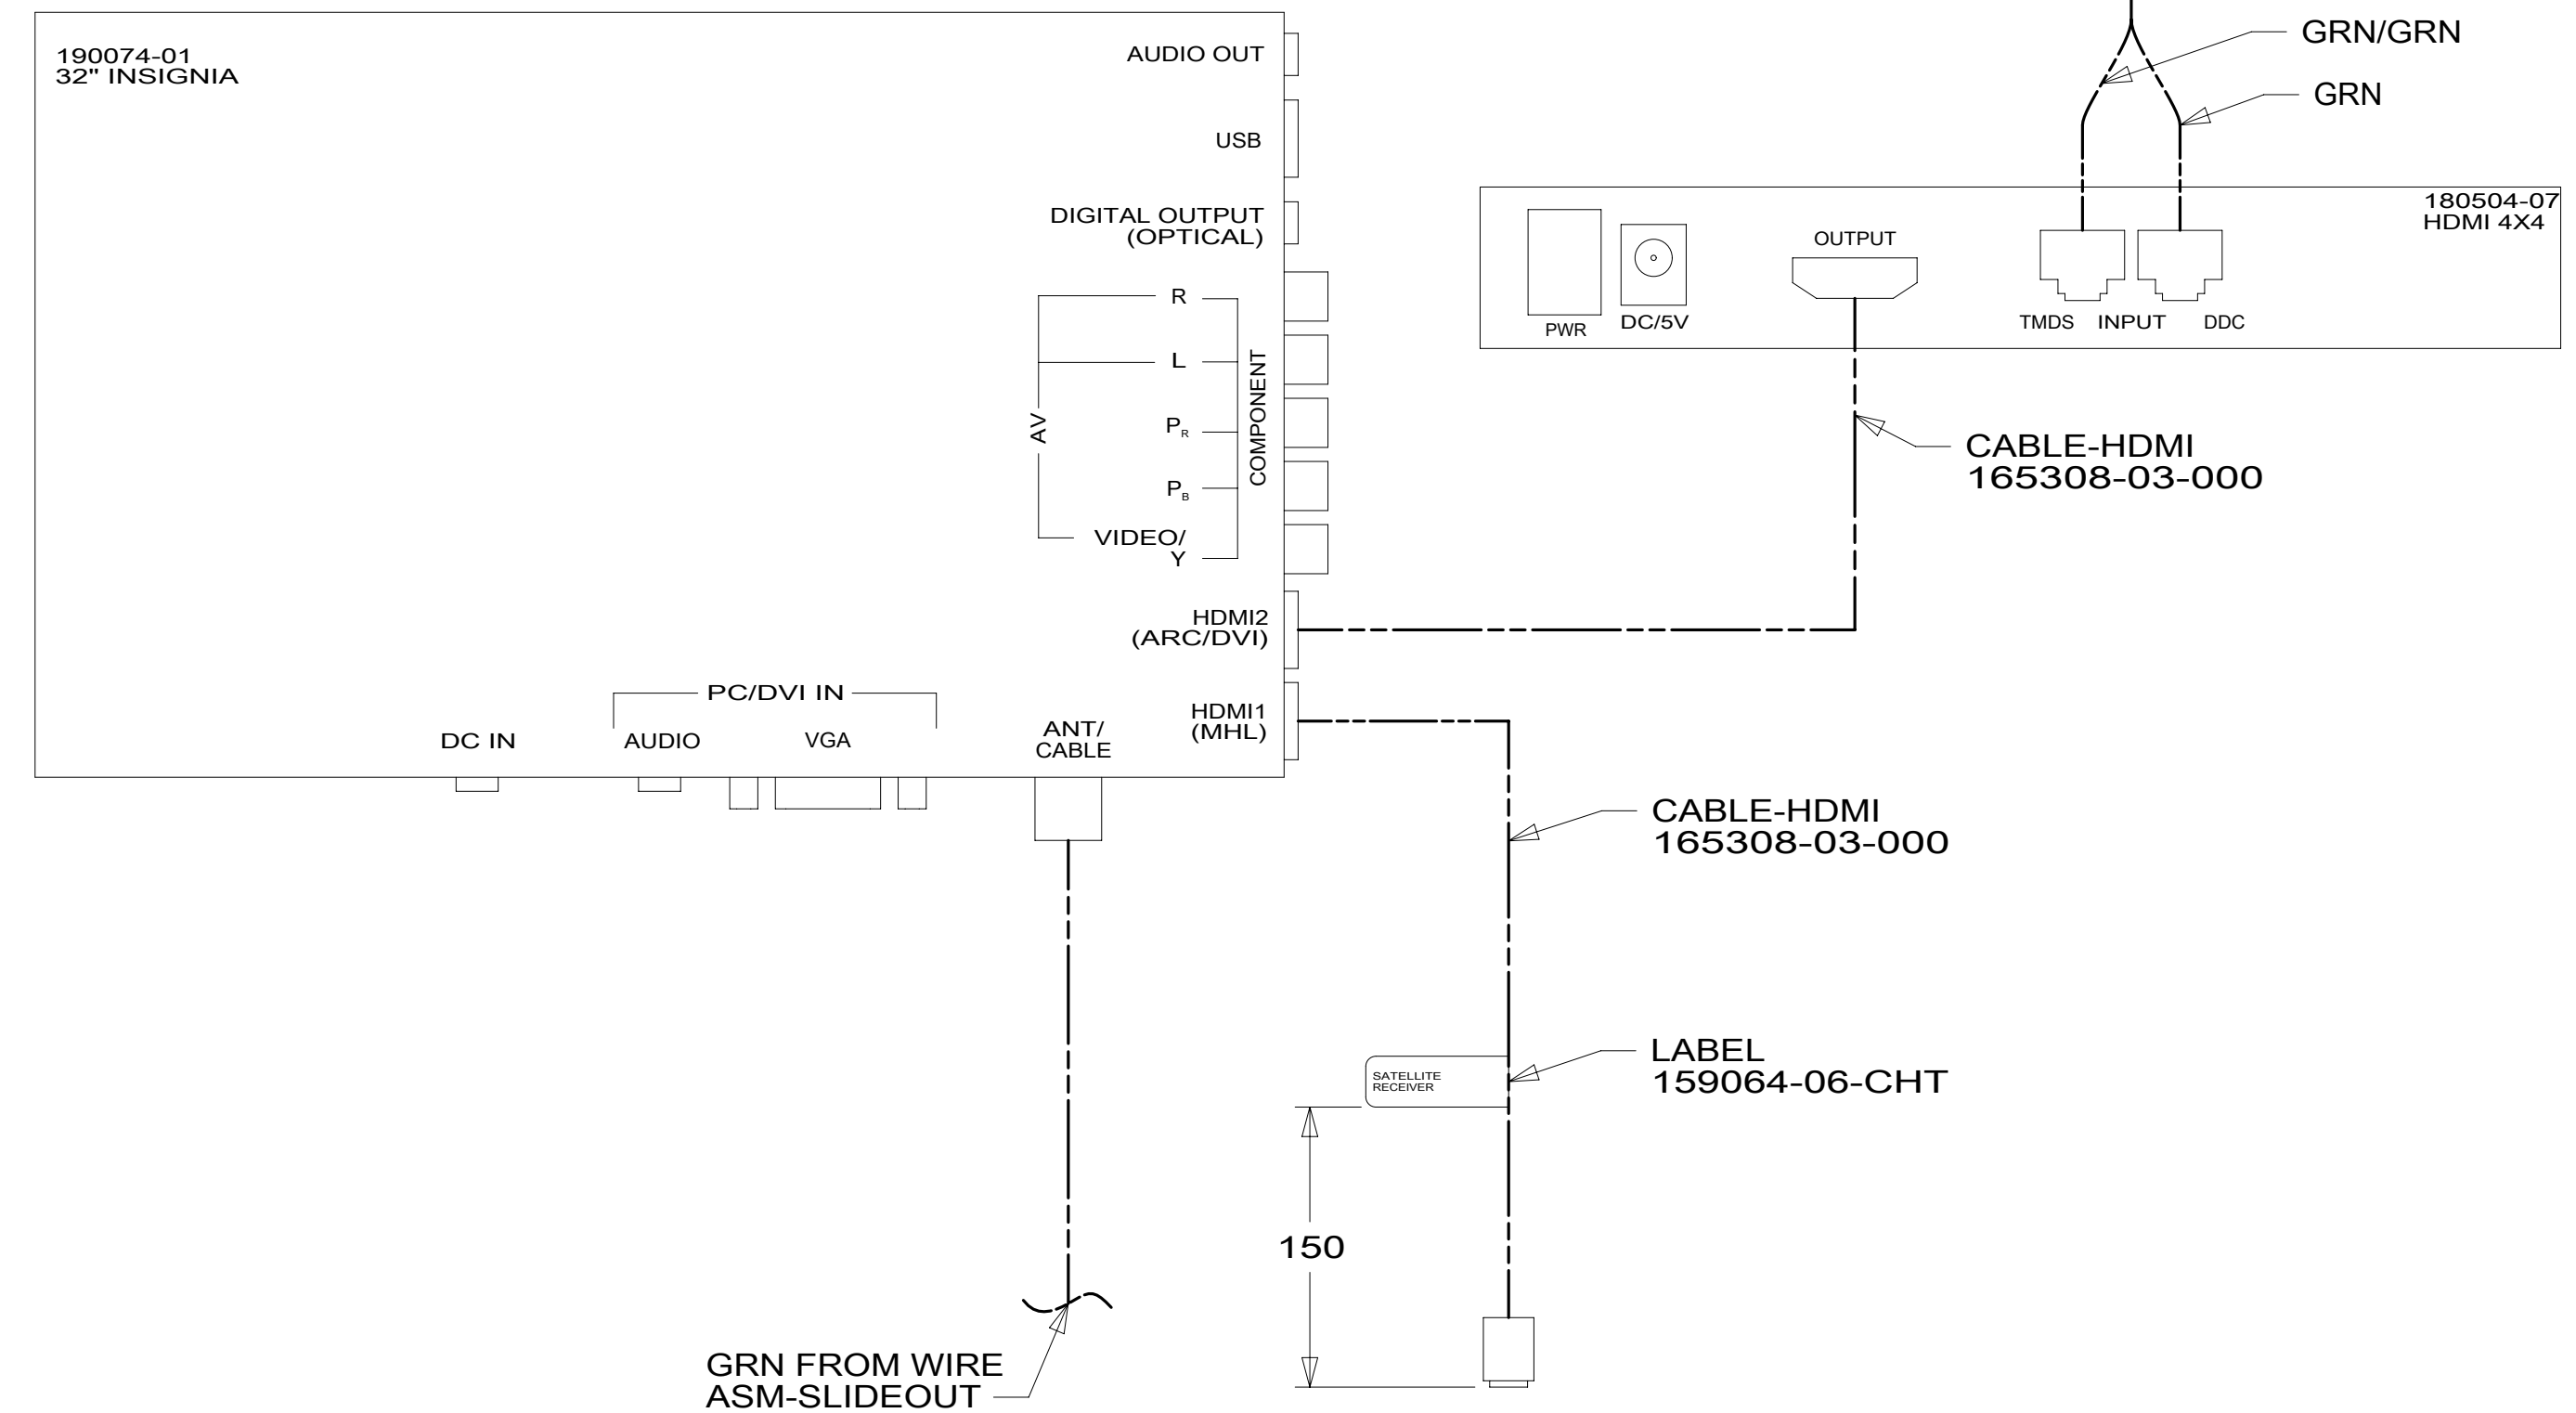 190074-01
32" INSIGNIA
AUDIO OUT
USB
DIGITAL OUTPUT
(OPTICAL)
R
L
PR
PB
VIDEO/
Y
AV
COMPONENT
HDMI2
(ARC/DVI)
HDMI1
(MHL)
PC/DVI IN
DC IN
AUDIO
VGA
ANT/
CABLE
GRN/GRN
GRN
180504-07
HDMI 4X4
OUTPUT
PWR
DC/5V
TMDS
INPUT
DDC
CABLE-HDMI
165308-03-000
CABLE-HDMI
165308-03-000
LABEL
159064-06-CHT
SATELLITE
RECEIVER
150
GRN FROM WIRE
ASM-SLIDEOUT